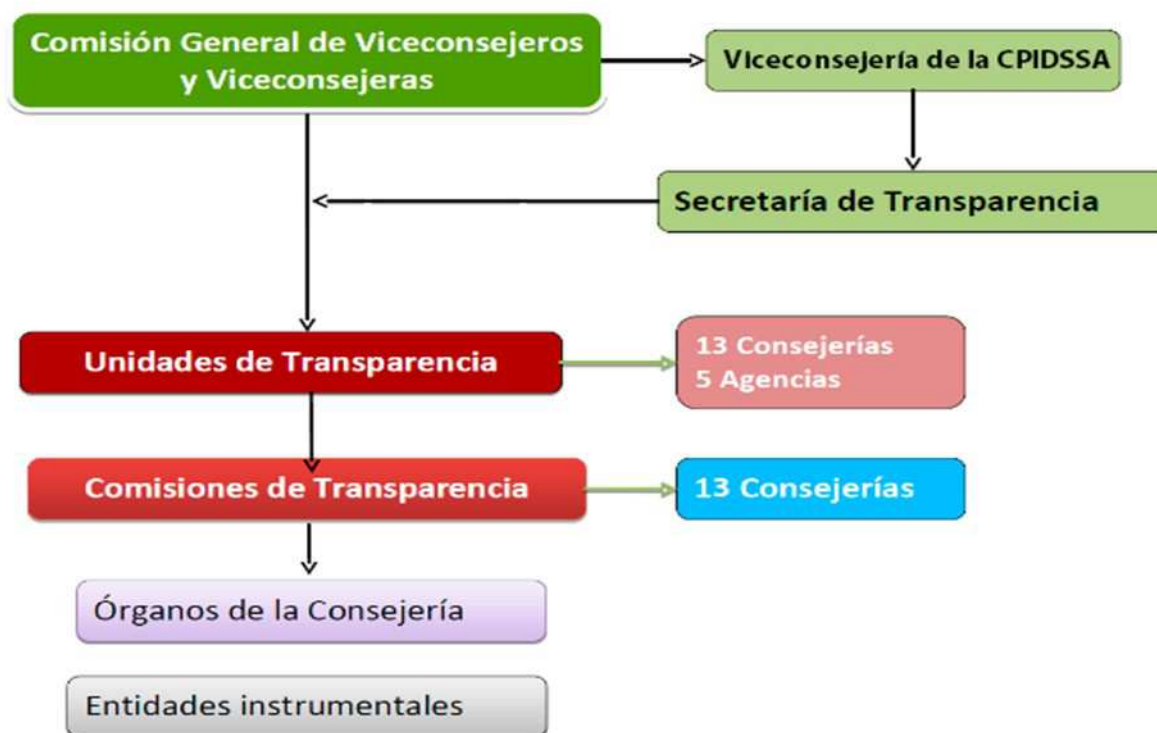 Comisión General de Viceconsejeros
y Viceconsejeras
Viceconsejería de la CPIDSSA
Secretaría de Transparencia
Unidades de Transparencia
13 Consejerías
5 Agencias
Comisiones de Transparencia
13 Consejerías
Órganos de la Consejería
Entidades instrumentales